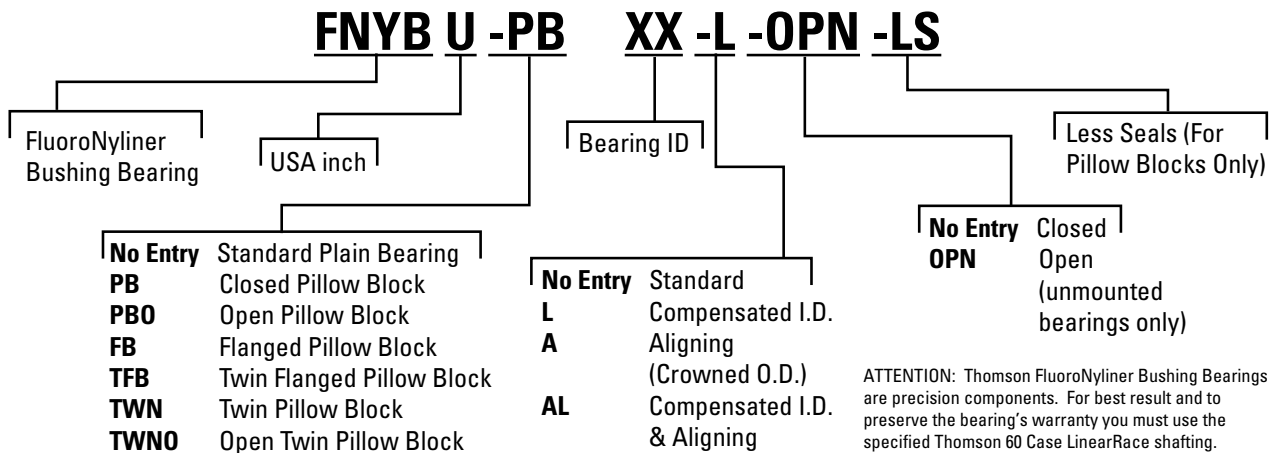 FNYB U -PB XX -L -OPN -LS
FluoroNyliner
Bushing Bearing
USA inch
Bearing ID
Less Seals (For
Pillow Blocks Only)
No Entry Standard Plain Bearing
PB Closed Pillow Block
PBO Open Pillow Block
FB Flanged Pillow Block
TFB Twin Flanged Pillow Block
TWN Twin Pillow Block
TWNO Open Twin Pillow Block
No Entry Standard
L Compensated I.D.
A Aligning
(Crowned O.D.)
AL Compensated I.D.
& Aligning
No Entry Closed
OPN Open
(unmounted
bearings only)
ATTENTION: Thomson FluoroNyliner Bushing Bearings
are precision components. For best result and to
preserve the bearing's warranty you must use the
specified Thomson 60 Case LinearRace shafting.